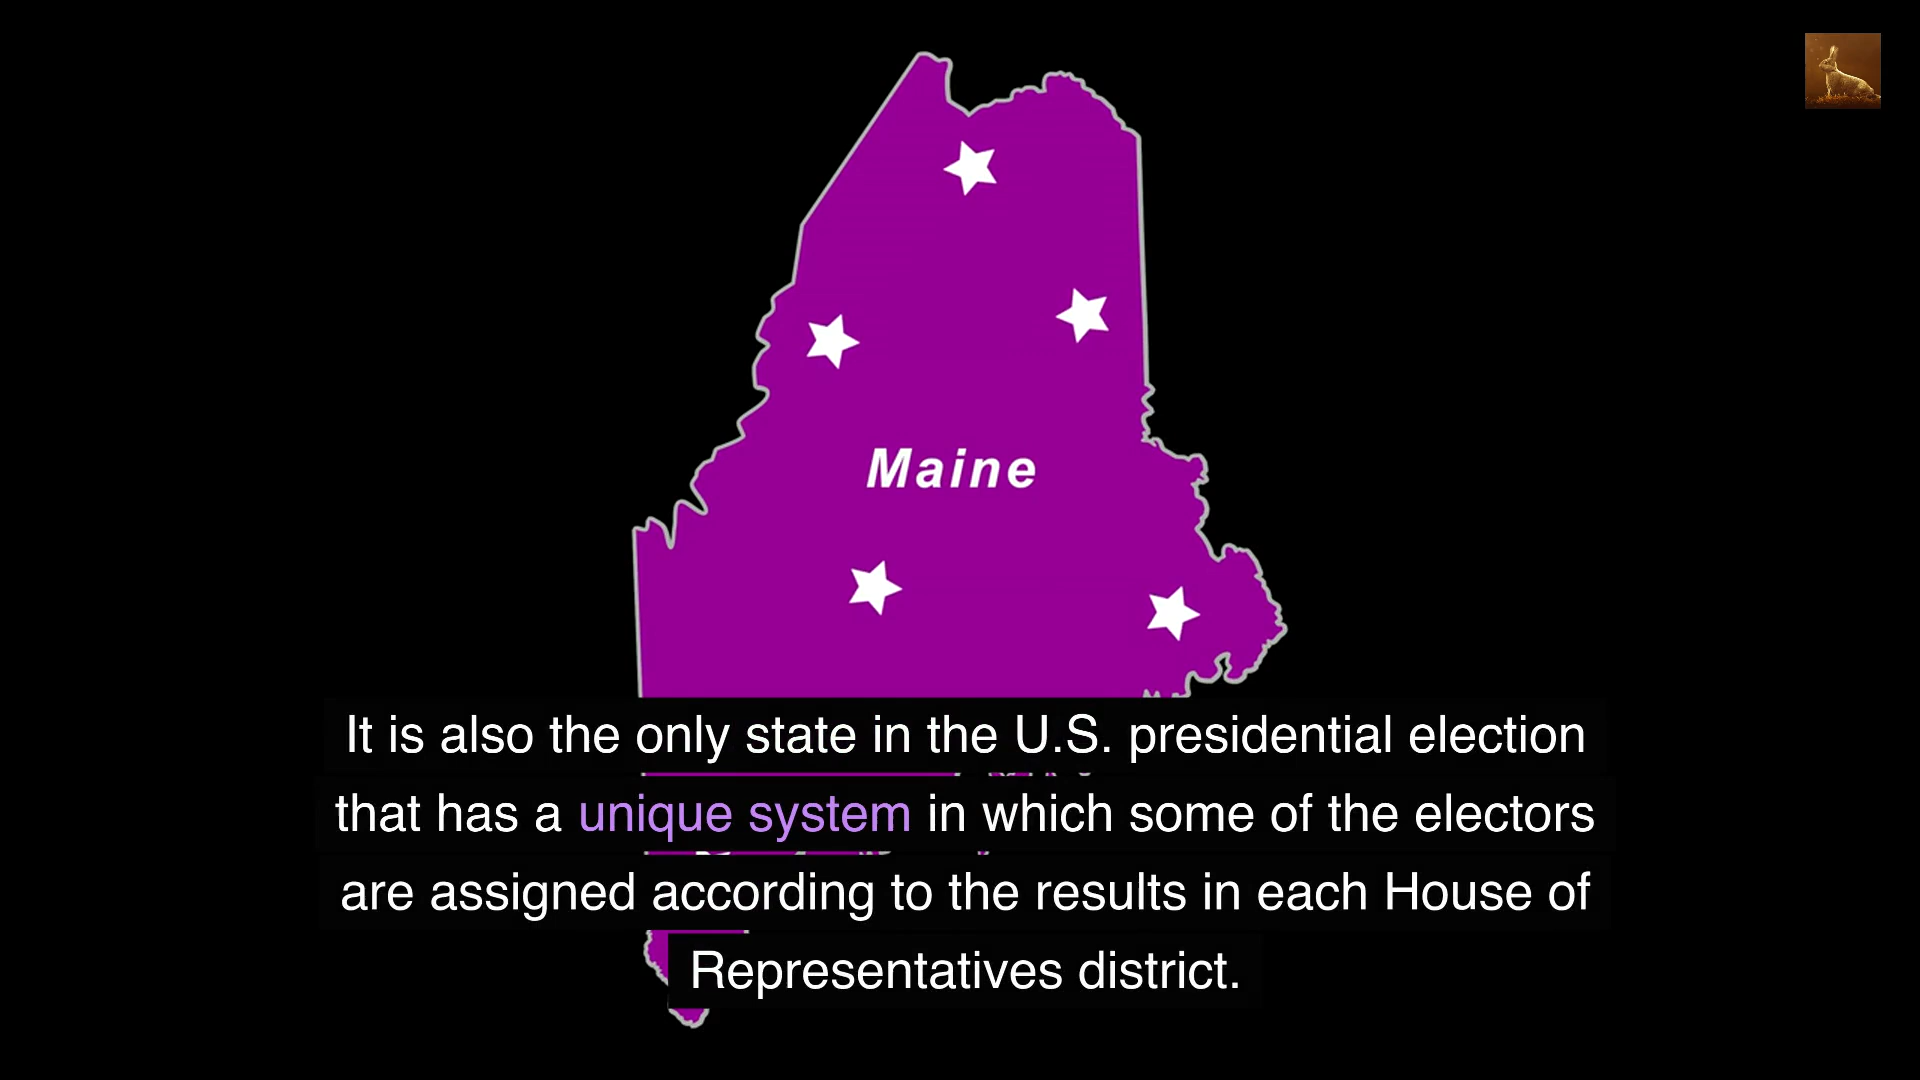 Maine
It is also the only state in the U.S. presidential election
that has a unique system in which some of the electors
are assigned according to the results in each House of
Representatives district.